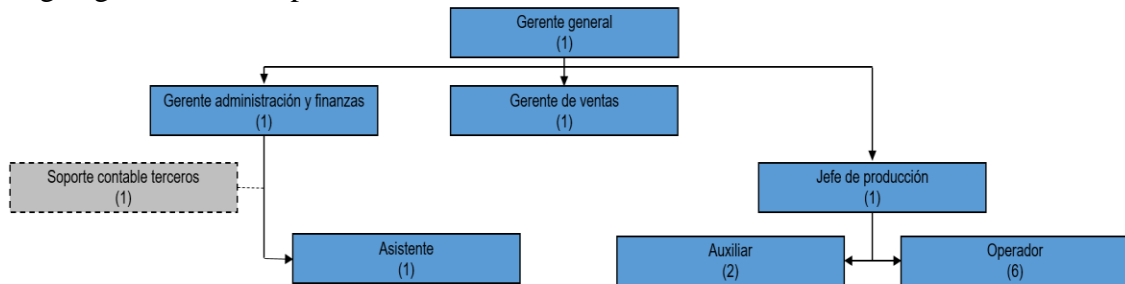 Gerente general
(1)
Gerente administración y finanzas
(1)
Gerente de ventas
(1)
Soporte contable terceros
(1)
Jefe de producción
(1)
Asistente
(1)
Auxiliar
(2)
Operador
(6)